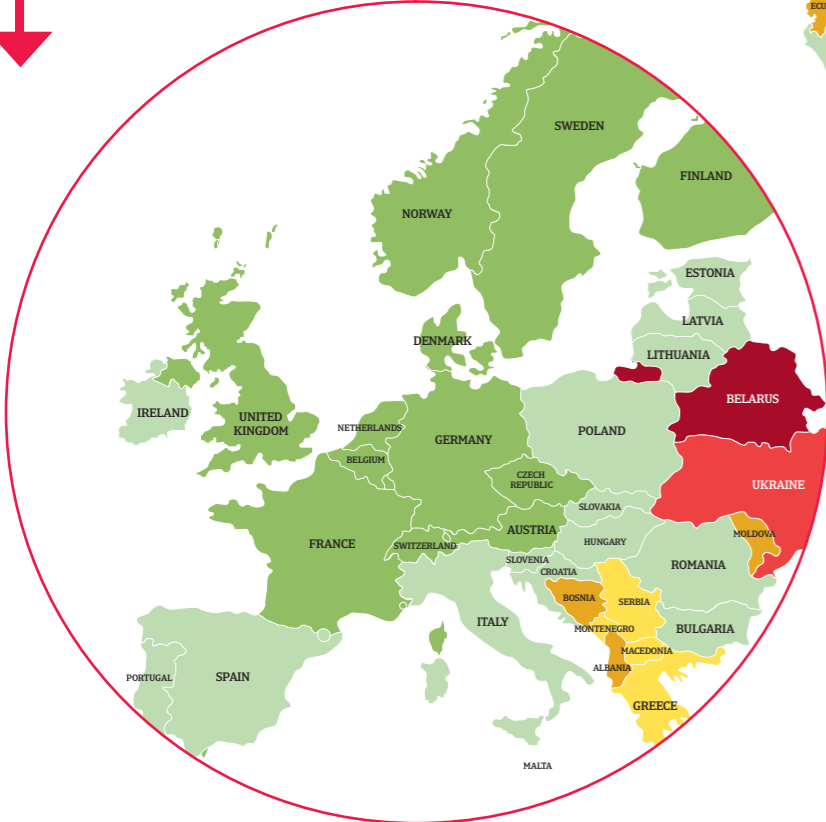 ECU
SWEDEN
FINLAND
NORWAY
ESTONIA
LATVIA
DENMARK
LITHUANIA
BELARUS
IRELAND
UNITED
KINGDOM
NETHERLANDS
GERMANY
POLAND
BELGIUM
CZECH
REPUBLIC
UKRAINE
SLOVAKIA
AUSTRIA
MOLDOVA
FRANCE
SWITZERLAND
HUNGARY
SLOVENIA
ROMANIA
CROATIA
BOSNIA
SERBIA
ITALY
MONTENEGRO
BULGARIA
MACEDONIA
ALBANIA
PORTUGAL
SPAIN
GREECE
MALTA